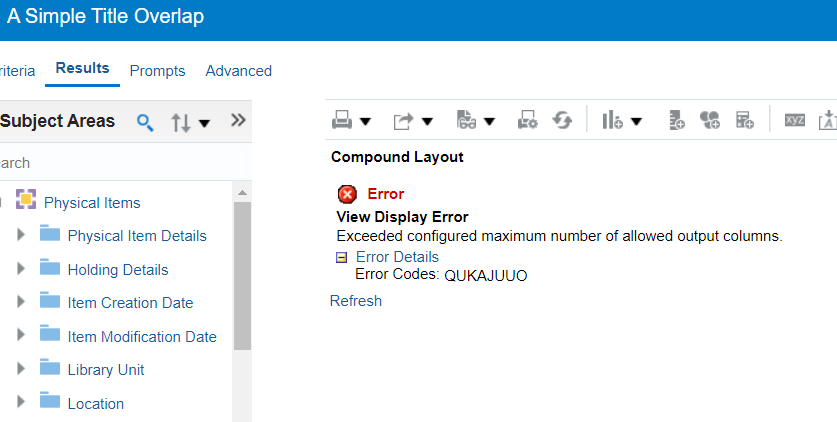 A Simple Title Overlap
riteria Results Prompts Advanced
Subject Areas
earch
Physical Items
Physical Item Details
Holding Details
Item Creation Date
Item Modification Date
Library Unit
Location
xyz
A
Compound Layout
Error
View Display Error
Exceeded configured maximum number of allowed output columns.
Error Details
Error Codes: QUKAJUUO
Refresh